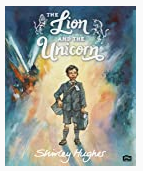 THE
Lion
AND THE
Unicorn
Shirley Hughes